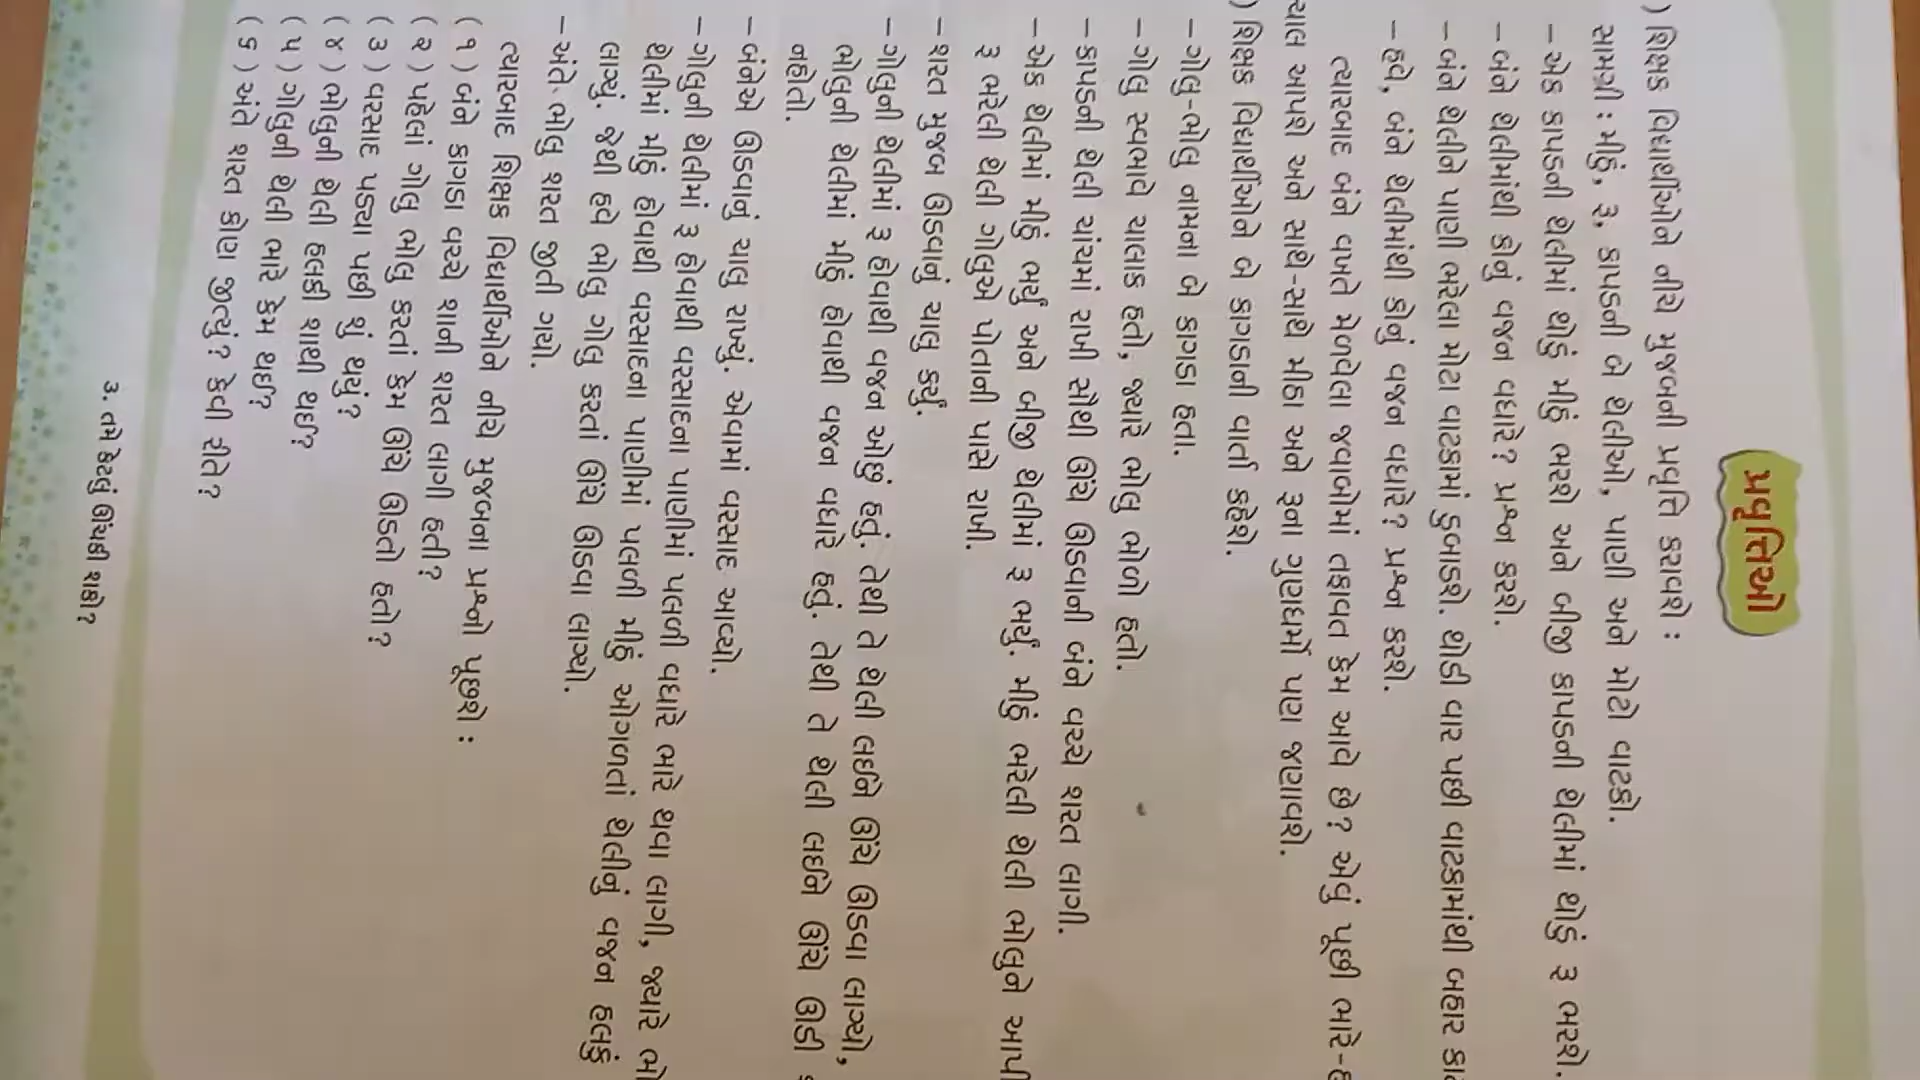 પ્રવૃત્તિઓ
) શિક્ષક વિદ્યાર્થીઓને નીચે મુજબની પ્રવૃત્તિ કરાવશે :
સામગ્રી : મીઠું, રૂ, કાપડની બે થેલીઓ, પાણી અને મોટો વાટકો.
– એક કાપડની થેલીમાં થોડું મીઠું ભરશે અને બીજી કાપડની થેલીમાં થોડું રૂ ભરશે.
– બંને થેલીમાંથી કોનું વજન વધારે? પ્રશ્ન કરશે.
– બંને થેલીને પાણી ભરેલા મોટા વાટકામાં ડુબાડશે. થોડી વાર પછી વાટકામાંથી બહાર
– હવે, બંને થેલીમાંથી કોનું વજન વધારે? પ્રશ્ન કરશે.
ત્યારબાદ બંને વખતે મેળવેલા જવાબોમાં તફાવત કેમ આવે છે? એવું પૂછી ભારે-
ખ્યાલ આપશે અને સાથે-સાથે મીઠા અને રૂના ગુણધર્મો પણ જણાવશે.
) શિક્ષક વિદ્યાર્થીઓને બે કાગડાની વાર્તા કહેશે.
– ગોલુ-ભોલુ નામના બે કાગડા હતા.
– ગોલુ સ્વભાવે ચાલાક હતો, જ્યારે ભોલુ ભોળો હતો.
– કાપડની થેલી ચાંચમાં રાખી સૌથી ઊંચે ઊડવાની બંને વચ્ચે શરત લાગી.
– એક થેલીમાં મીઠું ભર્યું અને બીજી થેલીમાં રૂ ભર્યું. મીઠું ભરેલી થેલી ભોલુને આપી
રૂ ભરેલી થેલી ગોલુએ પોતાની પાસે રાખી.
– શરત મુજબ ઊડવાનું ચાલુ કર્યું.
– ગોલુની થેલીમાં રૂ હોવાથી વજન ઓછું હતું. તેથી તે થેલી લઈને ઊંચે ઊડવા લાગ્યો,
ભોલુની થેલીમાં મીઠું હોવાથી વજન વધારે હતું. તેથી તે થેલી લઈને ઊંચે ઊડી
નહોતો.
– બંનેએ ઊડવાનું ચાલુ રાખ્યું. એવામાં વરસાદ આવ્યો.
– ગોલુની થેલીમાં રૂ હોવાથી વરસાદના પાણીમાં પલળી વધારે ભારે થવા લાગી, જ્યારે
થેલીમાં મીઠું હોવાથી વરસાદના પાણીમાં પલળી મીઠું ઓગળતાં થેલીનું વજન હલકું
લાગ્યું. જેથી હવે ભોલુ ગોલુ કરતાં ઊંચે ઊડવા લાગ્યો.
– અંતે ભોલુ શરત જીતી ગયો.
ત્યારબાદ શિક્ષક વિદ્યાર્થીઓને નીચે મુજબના પ્રશ્નો પૂછશે :
( ૧ ) બંને કાગડા વચ્ચે શાની શરત લાગી હતી?
( ૨ ) પહેલાં ગોલુ ભોલુ કરતાં કેમ ઊંચે ઉડતો હતો?
( ૩ ) વરસાદ પડ્યા પછી શું થયું?
( ૪ ) ભોલુની થેલી હલકી શાથી થઈ?
( ૫ ) ગોલુની થેલી ભારે કેમ થઈ?
( ૬ ) અંતે શરત કોણ જીત્યું? કેવી રીતે?
૩. તમે કેટલું ઊંચકી શકો?